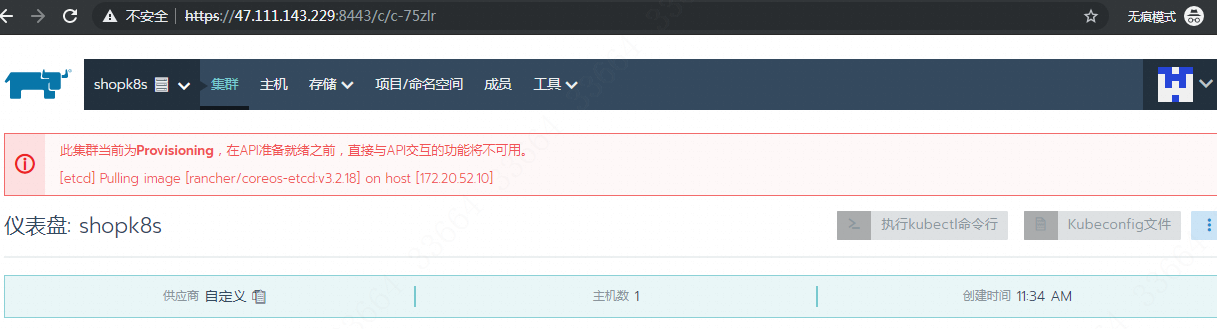 不安全 | https://47.111.143.229:8443/c/c-75zlr 无痕模式
shopk8s 集群 主机 存储 项目/命名空间 成员 工具
此集群当前为Provisioning，在API准备就绪之前，直接与API交互的功能将不可用。
[etcd] Pulling image [rancher/coreos-etcd:v3.2.18] on host [172.20.52.10]
仪表盘: shopk8s >_ 执行kubectl命令行 Kubeconfig文件
供应商 自定义 主机数 1 创建时间 11:34 AM